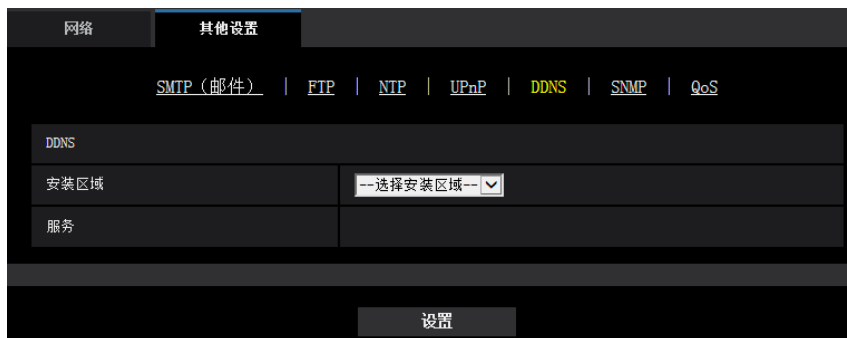 网络 其他设置
SMTP（邮件） | FTP | NTP | UPnP | DDNS | SNMP | QoS
DDNS
安装区域 --选择安装区域--
服务
设置